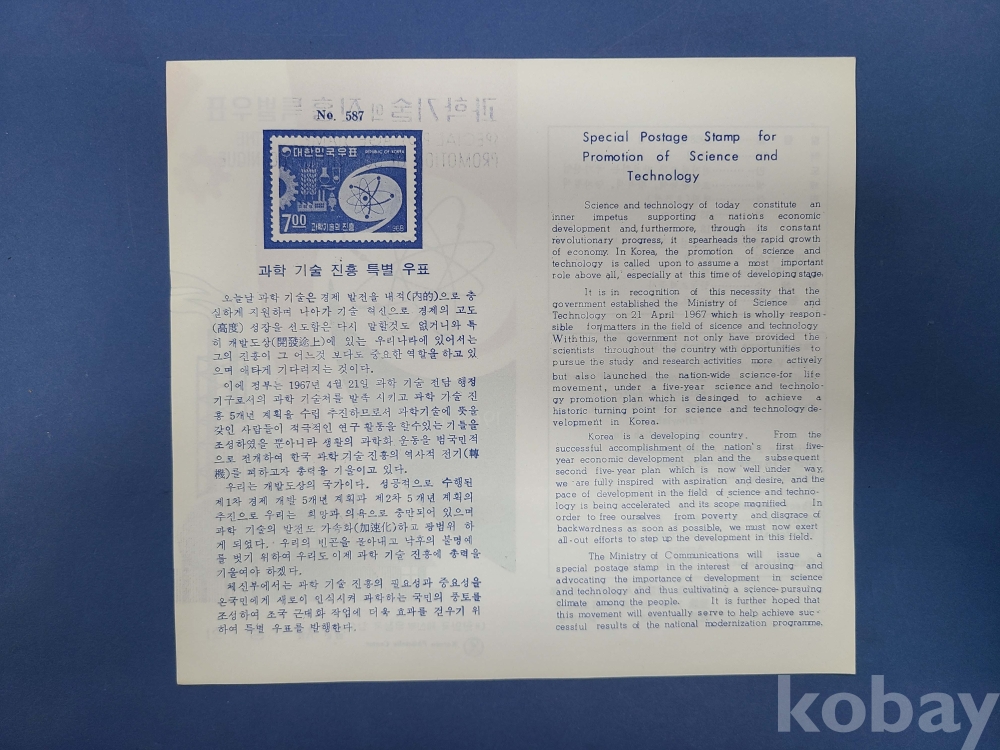 No. 587
대한민국우표
REPUBLIC OF KOREA
7.00
과학기술의 진흥
1968
과학 기술 진흥 특별 우표
오늘날 과학 기술은 경제 발전을 내적(內的)으로 충
실하게 지원하며 나아가 기술 혁신으로 경제의 고도
(高度) 성장을 선도함은 다시 말할것도 없거니와 특
히 개발도상(開發途上)에 있는 우리나라에 있어서는
그의 진흥이 그 어느것 보다도 중요한 역할을 하고 있
으며 애타게 기다려지는 것이다.
이에 정부는 1967년 4월 21일 과학 기술 전담 행정
기구로서의 과학 기술처를 발족 시키고 과학 기술 진
흥 5개년 계획을 수립 추진하므로서 과학기술에 뜻을
갖인 사람들이 적극적인 연구 활동을 할수있는 기틀을
조성하였을 뿐아니라 생활의 과학화 운동을 범국민적
으로 전개하여 한국 과학 기술 진흥의 역사적 전기(轉
機)를 꾀하고자 총력을 기울이고 있다.
우리는 개발도상의 국가이다. 성공적으로 수행된
제1차 경제 개발 5개년 계획과 제2차 5개년 계획의
추진으로 우리는 희망과 의욕으로 충만되어 있으며
과학 기술의 발전도 가속화(加速化)하고 광범위 하
게 되었다. 우리의 빈곤을 몰아내고 낙후의 불명예
를 벗기 위하여 우리도 이제 과학 기술 진흥에 총력을
기울여야 하겠다.
체신부에서는 과학 기술 진흥의 필요성과 중요성을
온국민에게 새로이 인식시켜 과학하는 국민의 풍토를
조성하여 조국 근대화 작업에 더욱 효과를 걷우기 위
하여 특별 우표를 발행한다.
Special Postage Stamp for
Promotion of Science and
Technology
Science and technology of today constitute an
inner impetus supporting a nation's economic
development and, furthermore, through its constant
revolutionary progress, it spearheads the rapid growth
of economy. In Korea, the promotion of science and
technology is called upon to assume a most important
role above all, especially at this time of developing stage.
It is in recognition of this necessity that the
government established the Ministry of Science and
Technology on 21 April 1967 which is wholly respon-
sible for matters in the field of sicence and technology
With this, the government not only have provided the
scientists throughout the country with opportunities to
pursue the study and research activities more actively
but also launched the nation-wide science-for life
movement, under a five-year science and technolo-
gy promotion plan which is desinged to achieve a
historic turning point for science and technology de-
velopment in Korea.
Korea is a developing country. From the
successful accomplishment of the nation's first five-
year economic development plan and the subsequent
second five-year plan which is now well under way,
we are fully inspired with aspiration and desire, and the
pace of development in the field of science and techno-
logy is being accelerated and its scope magnified In
order to free ourselves from poverty and disgrace of
backwardness as soon as possible, we must now exert
all-out efforts to step up the development in this field.
The Ministry of Communications will issue a
special postage stamp in the interest of arousing and
advocating the importance of development in science
and technology and thus cultivating a science-pursuing
climate among the people. It is further hoped that
this movement will eventually serve to help achieve suc-
cessful results of the national modernization programme.
kobay